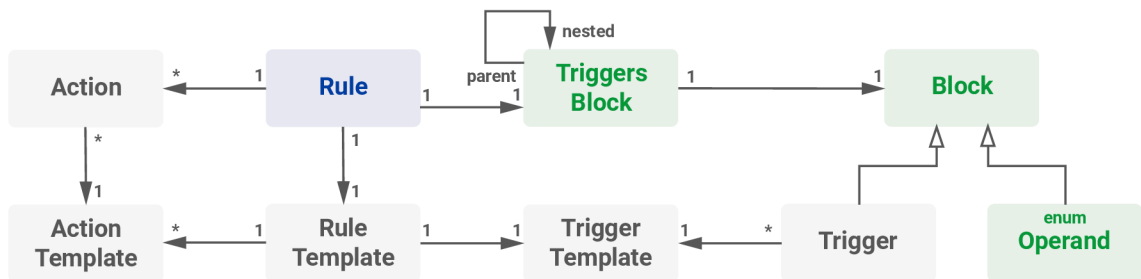 nested
parent
Action
*
1
Rule
1
1
Triggers
Block
1
1
Block
*
1
1
1
enum
Action
Template
*
1
Rule
Template
1
1
Trigger
Template
1
*
Trigger
Operand